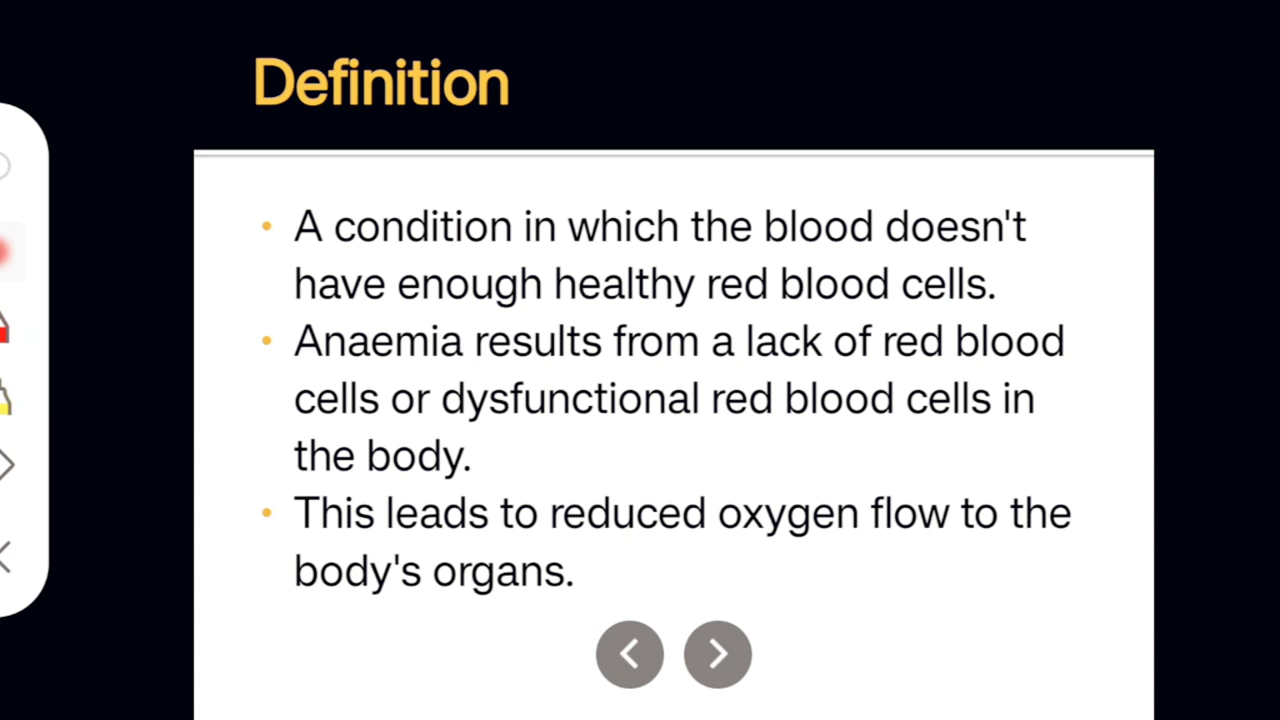 Definition
• A condition in which the blood doesn't
have enough healthy red blood cells.
• Anaemia results from a lack of red blood
cells or dysfunctional red blood cells in
the body.
• This leads to reduced oxygen flow to the
body's organs.